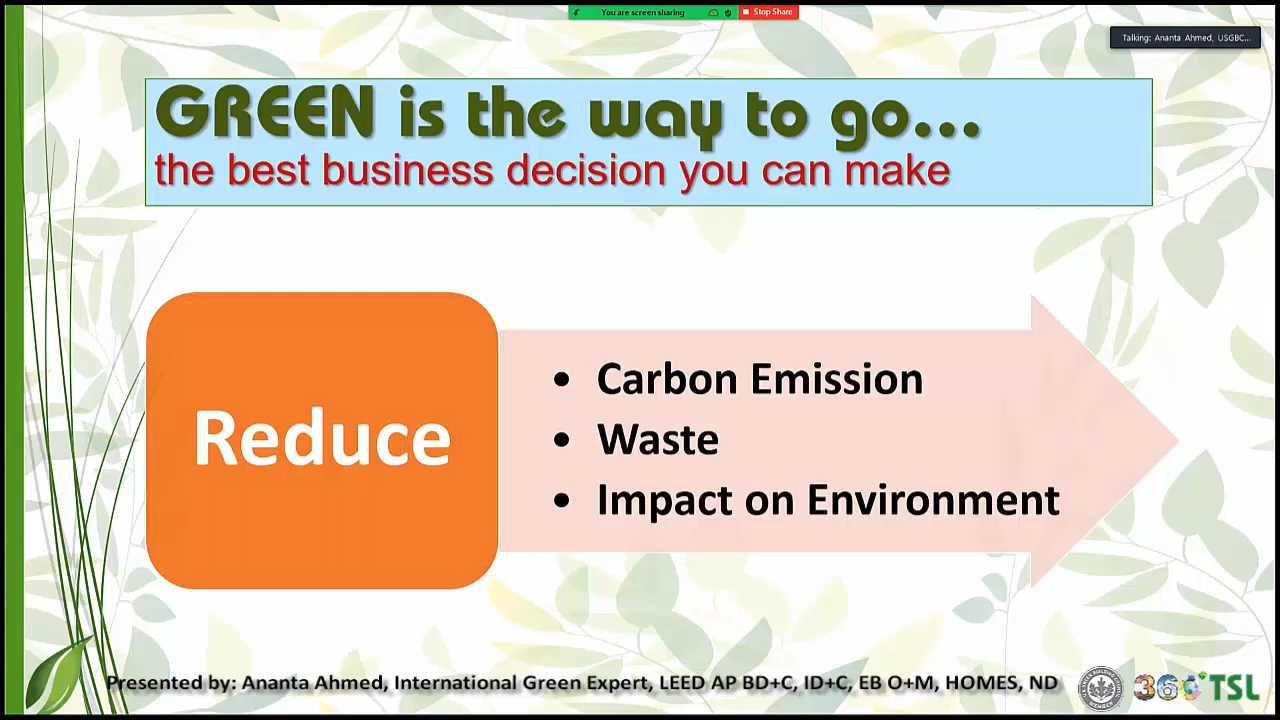 You are screen sharing
Stop Share
Talking: Ananta Ahmed, USGBC...
GREEN is the way to go...
the best business decision you can make
Reduce
• Carbon Emission
• Waste
• Impact on Environment
Presented by: Ananta Ahmed, International Green Expert, LEED AP BD+C, ID+C, EB O+M, HOMES, ND
360 TSL